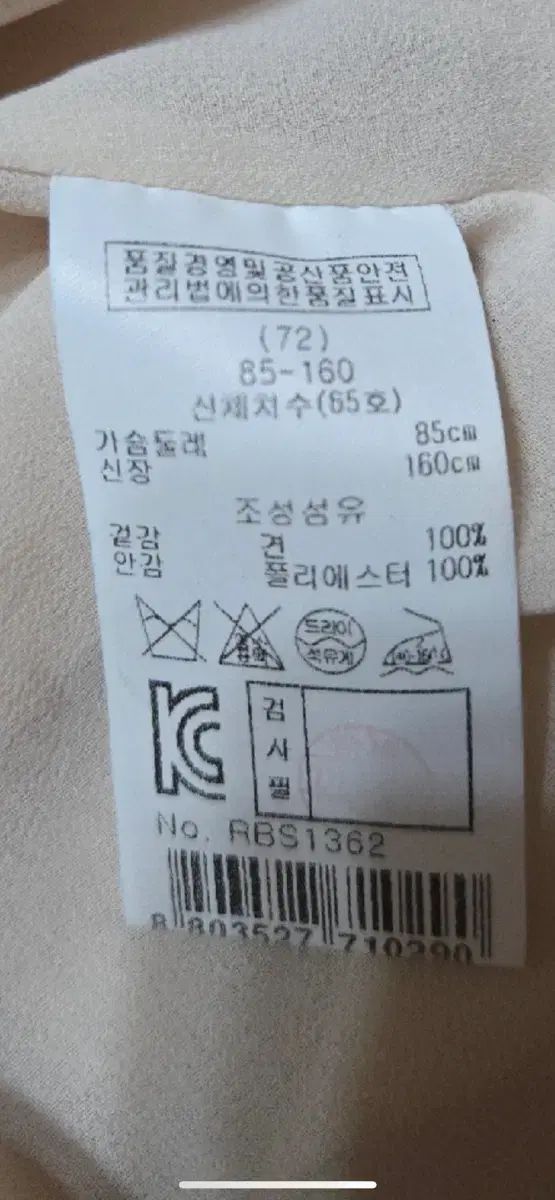 품질경영및공산품안전
관리법에의한품질표시
(72)
85-160
신체치수(65호)
가슴둘레 85cm
신장 160cm
조성섬유
겉감 견 100%
안감 폴리에스터 100%
드라이
석유계
검사필
No. RBS1362
8 803527 710290